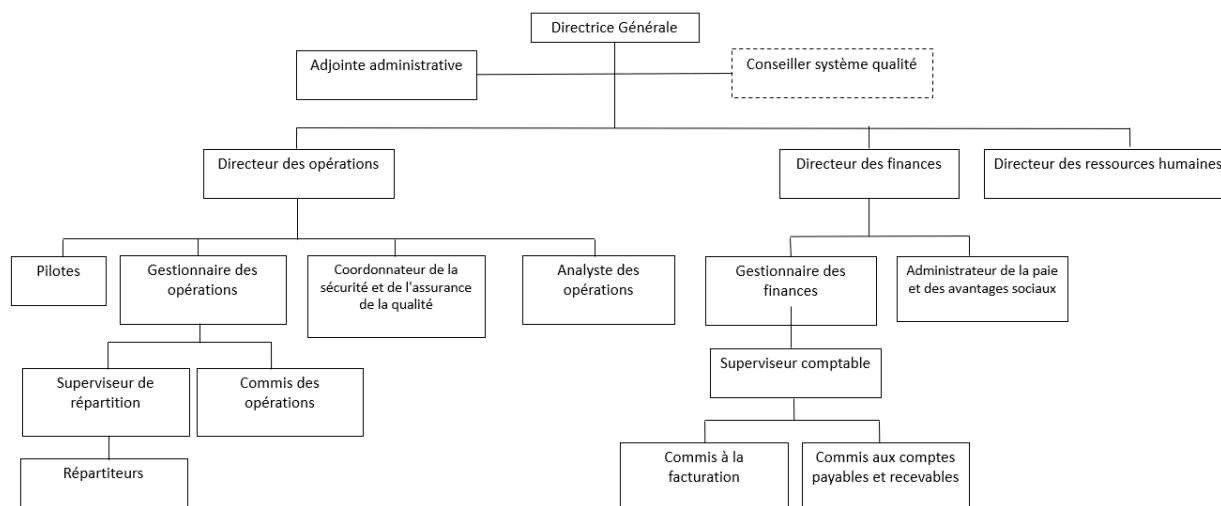 Directrice Générale
Adjointe administrative
Conseiller système qualité
Directeur des opérations
Directeur des finances
Directeur des ressources humaines
Pilotes
Gestionnaire des
opérations
Coordonnateur de la
sécurité et de l'assurance
de la qualité
Analyste des
opérations
Gestionnaire des
finances
Administrateur de la paie
et des avantages sociaux
Superviseur de
répartition
Commis des
opérations
Superviseur comptable
Répartiteurs
Commis à la
facturation
Commis aux comptes
payables et recevables